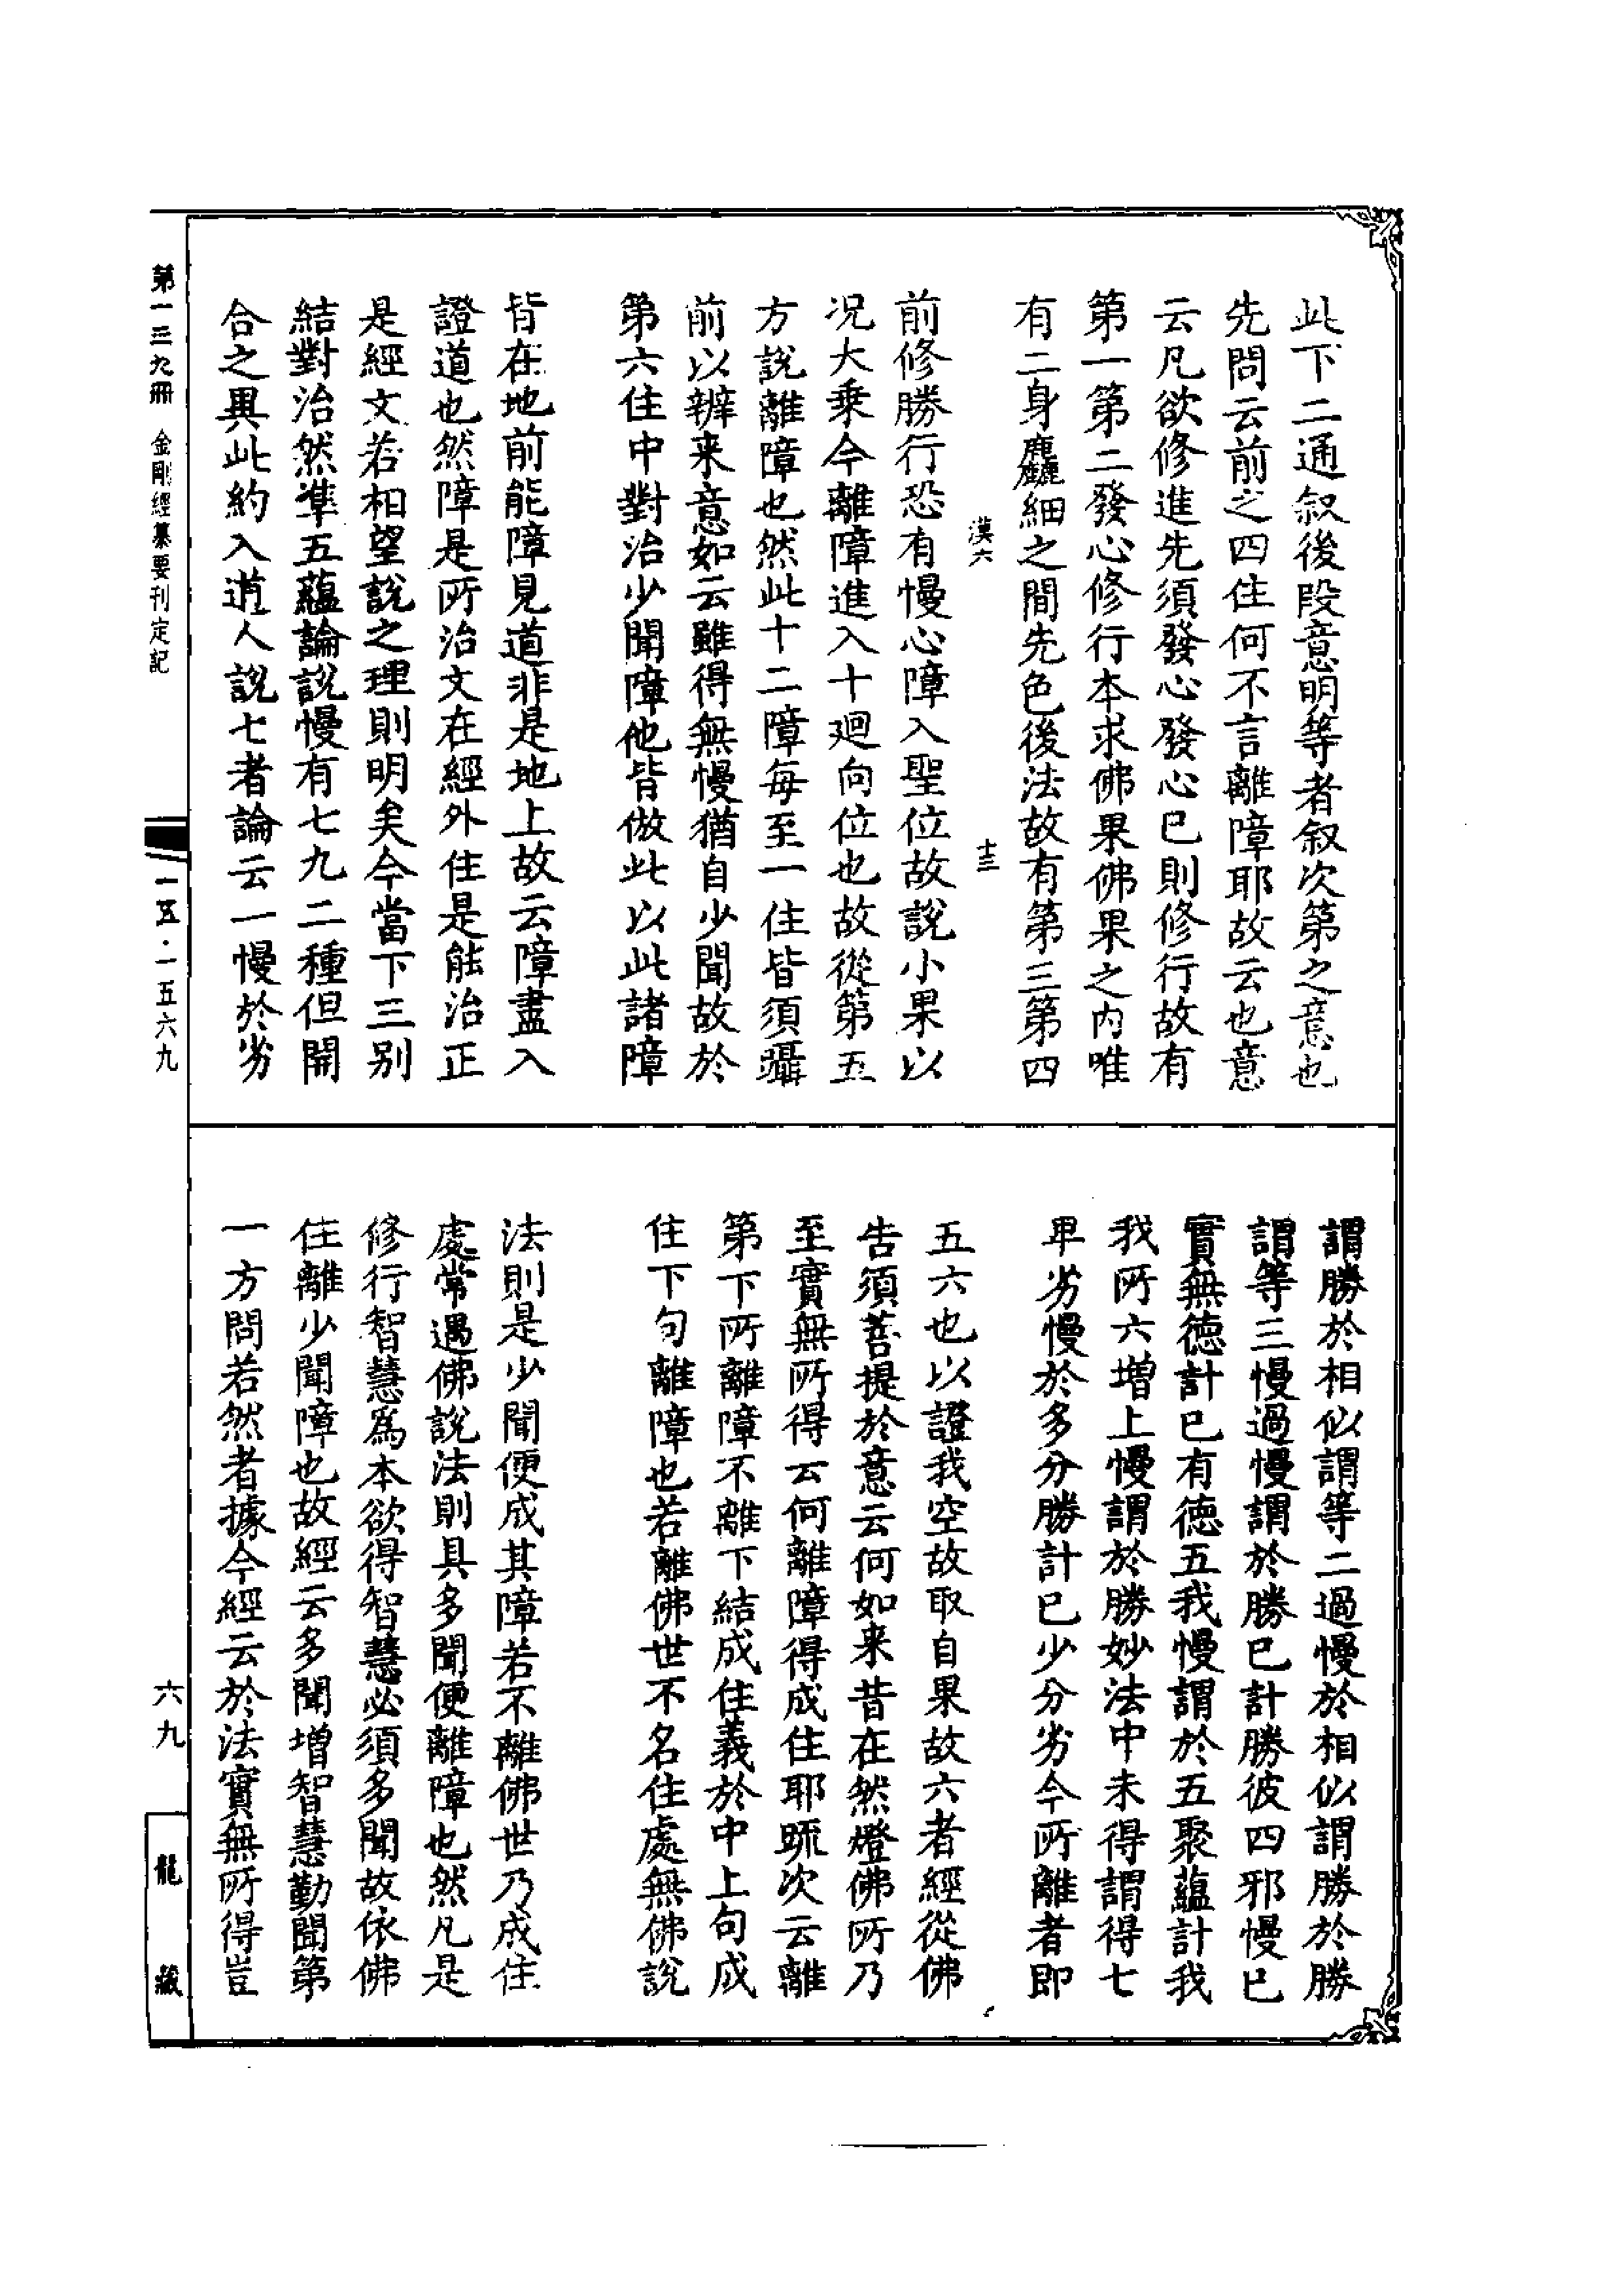 此下二通叙後段意明等者叙次第之意也
先問云前之四住何不言離障耶故云也意
云凡欲修進先須發心發心已則修行故有
第一第二發心修行本求佛果佛果之内唯
有二身麤細之間先色後法故有第三第四
漢六
十三
前修勝行恐有慢心障入聖位故說小果以
况大乗今離障進入十廻向位也故從第五
方說離障也然此十二障每至一住皆須躡
前以辨来意如云雖得無慢猶自少聞故於
第六住中對治少聞障他皆倣此以此諸障
皆在地前能障見道非是地上故云障盡入
證道也然障是所治文在經外住是能治正
是經文若相望說之理則明矣今當下三别
結對治然準五蘊論說慢有七九二種但開
合之異此約入道人說七者論云一慢於劣
謂勝於相似謂等二過慢於相似謂勝於勝
謂等三慢過慢謂於勝已計勝彼四邪慢已
實無德計已有德五我慢謂於五聚蘊計我
我所六增上慢謂於勝妙法中未得謂得七
卑劣慢於多分勝計已少分劣今所離者即
五六也以證我空故取自果故六者經從佛
告須菩提於意云何如来昔在然燈佛所乃
至實無所得云何離障得成住耶䟽次云離
第下所離障不離下結成住義於中上句成
住下句離障也若離佛世不名住處無佛說
法則是少聞便成其障若不離佛世乃成住
處常遇佛說法則具多聞便離障也然凡是
修行智慧為本欲得智慧必須多聞故依佛
住離少聞障也故經云多聞增智慧勤聞第
一方問若然者據今經云於法實無所得豈
第一三九冊 金剛經纂要刊定記
一五·一五六九
六九
龍藏